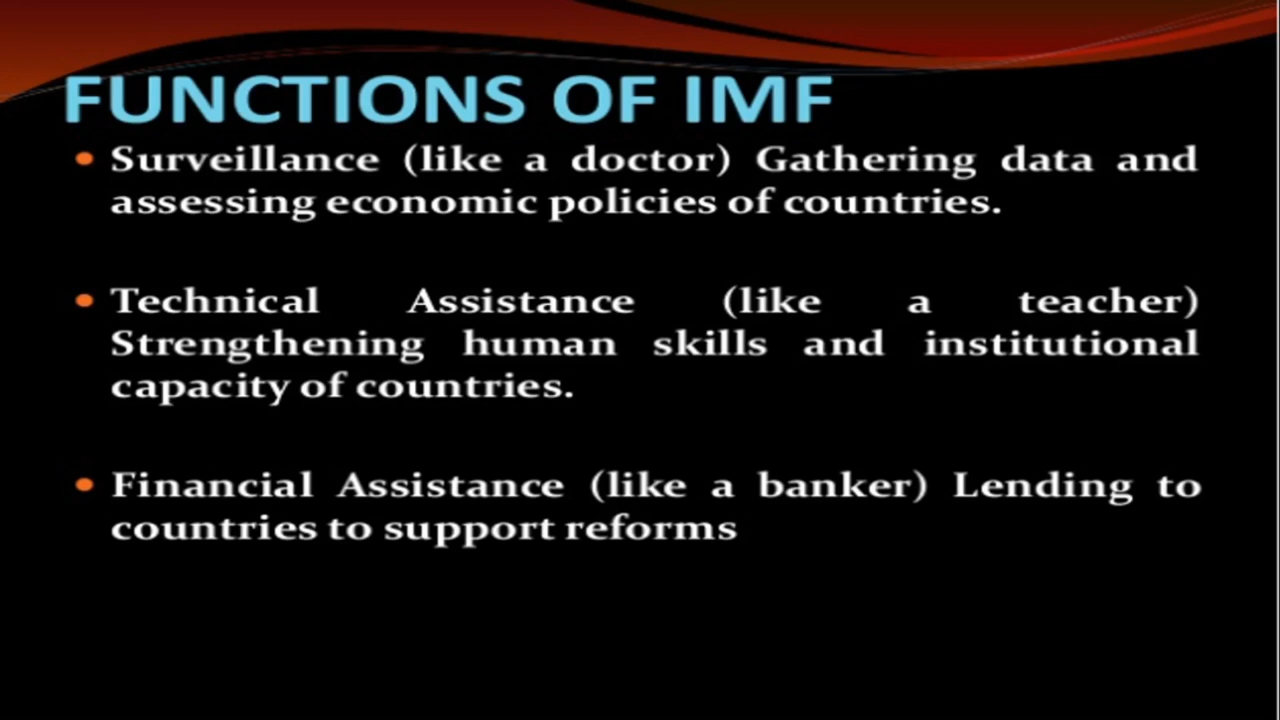 FUNCTIONS OF IMF
• Surveillance (like a doctor) Gathering data and
assessing economic policies of countries.
• Technical Assistance (like a teacher)
Strengthening human skills and institutional
capacity of countries.
• Financial Assistance (like a banker) Lending to
countries to support reforms